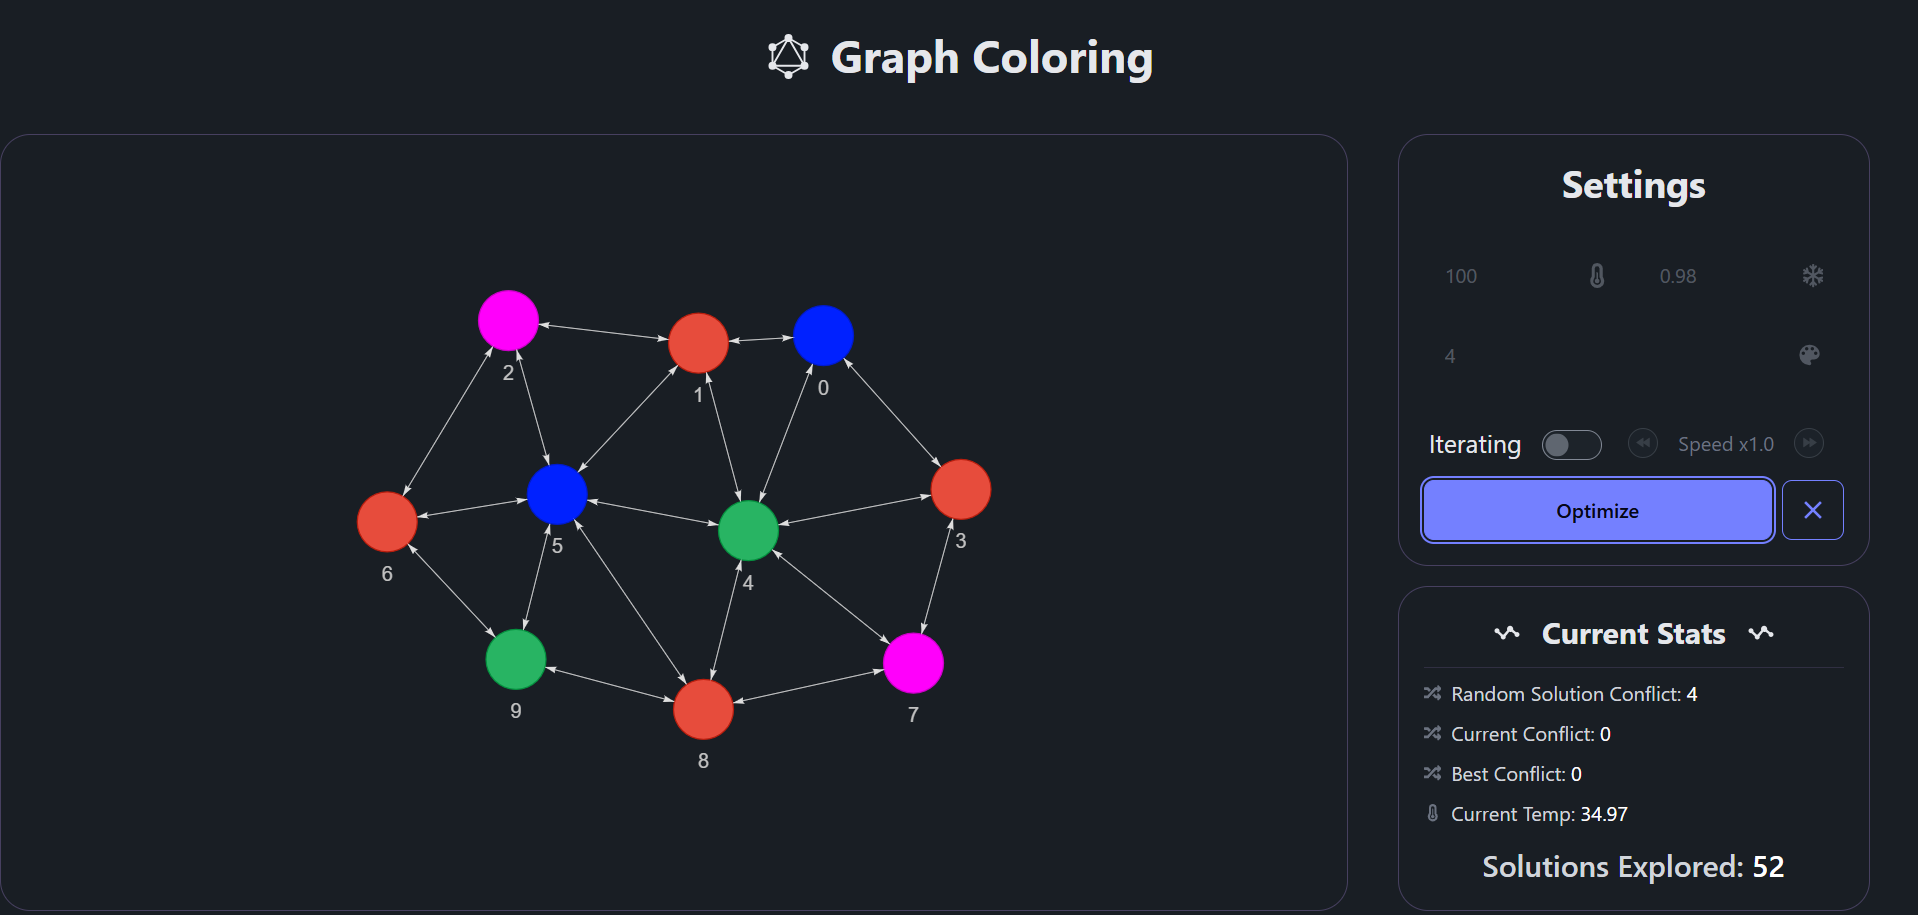 Graph Coloring
2
1
0
6
5
4
3
9
8
7
Settings
100 0.98
4
Iterating Speed x1.0
Optimize
Current Stats
Random Solution Conflict: 4
Current Conflict: 0
Best Conflict: 0
Current Temp: 34.97
Solutions Explored: 52